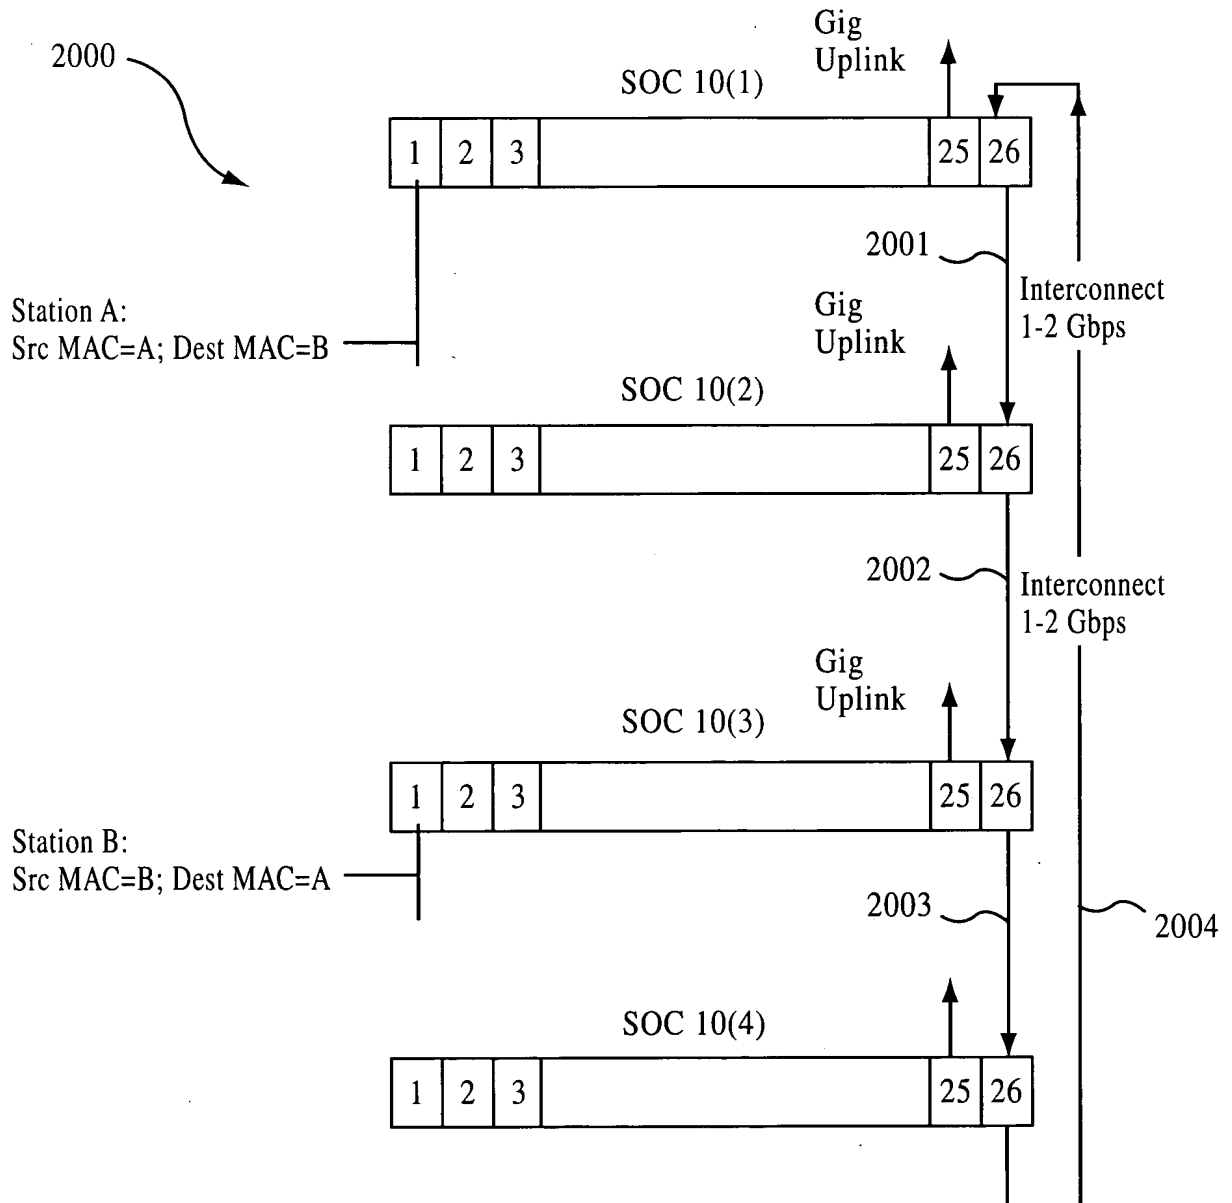 2000
Gig
Uplink
SOC 10(1)
1 2 3 25 26
2001
Interconnect
1-2 Gbps
Station A:
Src MAC=A; Dest MAC=B
Gig
Uplink
SOC 10(2)
1 2 3 25 26
2002
Interconnect
1-2 Gbps
Gig
Uplink
SOC 10(3)
1 2 3 25 26
Station B:
Src MAC=B; Dest MAC=A
2003
2004
SOC 10(4)
1 2 3 25 26